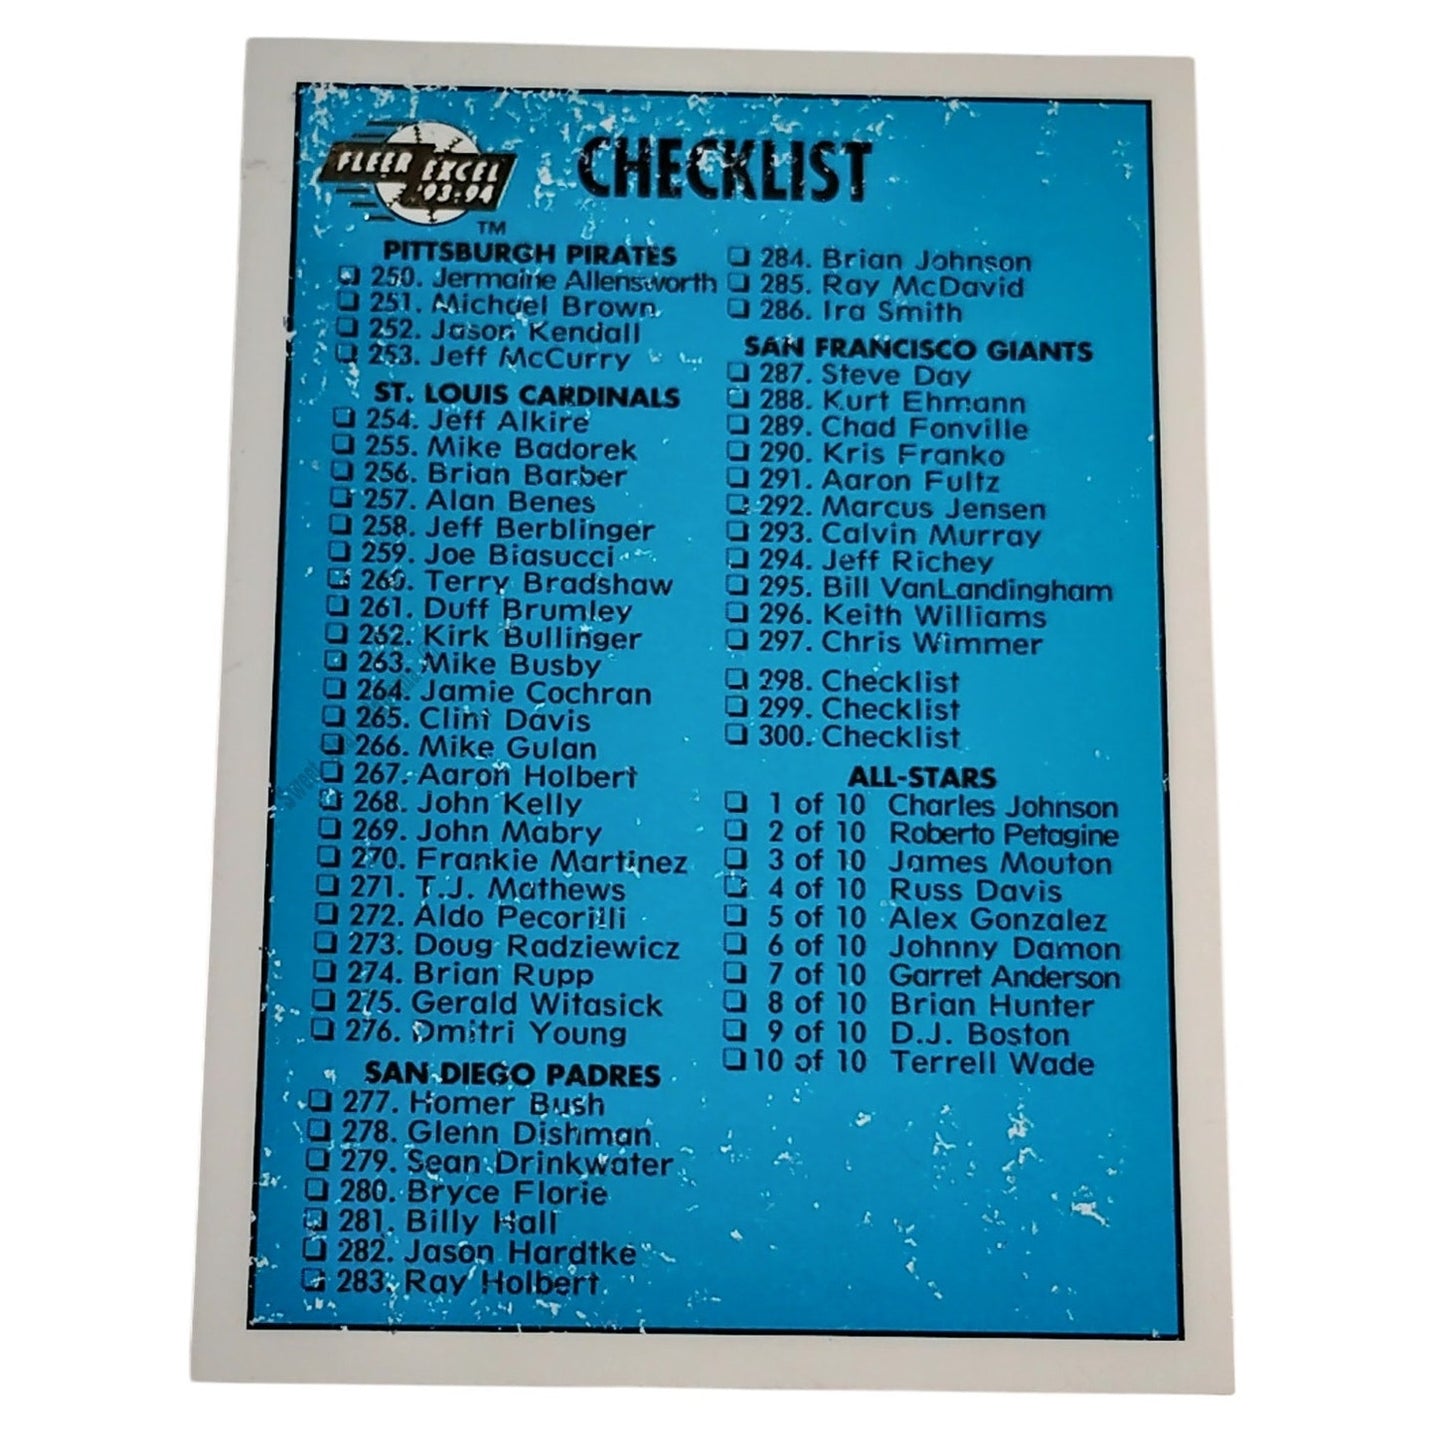 FLEER EXCEL
'93-94
TM
CHECKLIST
PITTSBURGH PIRATES
250. Jermaine Allensworth
251. Michael Brown
252. Jason Kendall
253. Jeff McCurry
ST. LOUIS CARDINALS
254. Jeff Alkire
255. Mike Badorek
256. Brian Barber
257. Alan Benes
258. Jeff Berblinger
259. Joe Biasucci
260. Terry Bradshaw
261. Duff Brumley
262. Kirk Bullinger
263. Mike Busby
264. Jamie Cochran
265. Clint Davis
266. Mike Gulan
267. Aaron Holbert
268. John Kelly
269. John Mabry
270. Frankie Martinez
271. T.J. Mathews
272. Aldo Pecorilli
273. Doug Radziewicz
274. Brian Rupp
275. Gerald Witasick
276. Dmitri Young
SAN DIEGO PADRES
277. Homer Bush
278. Glenn Dishman
279. Sean Drinkwater
280. Bryce Florie
281. Billy Hall
282. Jason Hardtke
283. Ray Holbert
284. Brian Johnson
285. Ray McDavid
286. Ira Smith
SAN FRANCISCO GIANTS
287. Steve Day
288. Kurt Ehmann
289. Chad Fonville
290. Kris Franko
291. Aaron Fultz
292. Marcus Jensen
293. Calvin Murray
294. Jeff Richey
295. Bill VanLandingham
296. Keith Williams
297. Chris Wimmer
298. Checklist
299. Checklist
300. Checklist
ALL-STARS
1 of 10 Charles Johnson
2 of 10 Roberto Petagine
3 of 10 James Mouton
4 of 10 Russ Davis
5 of 10 Alex Gonzalez
6 of 10 Johnny Damon
7 of 10 Garret Anderson
8 of 10 Brian Hunter
9 of 10 D.J. Boston
10 of 10 Terrell Wade
Sweet